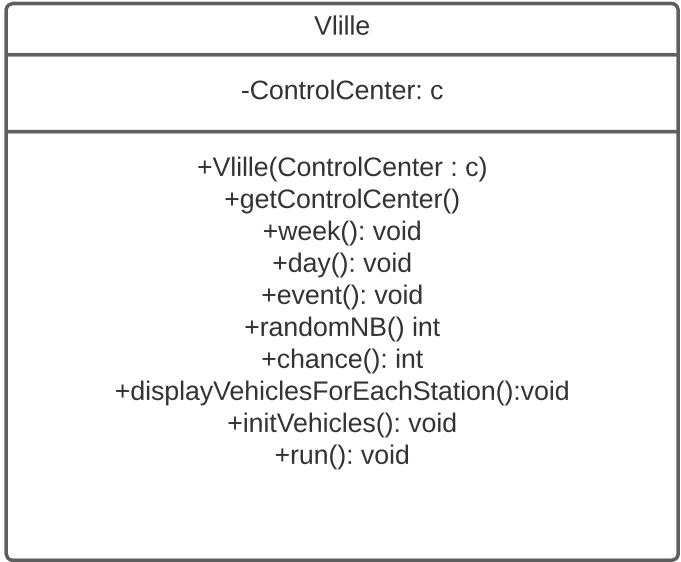 Vlille
-ControlCenter: c
+Vlille(ControlCenter : c)
+getControlCenter()
+week(): void
+day(): void
+event(): void
+randomNB() int
+chance(): int
+displayVehiclesForEachStation():void
+initVehicles(): void
+run(): void